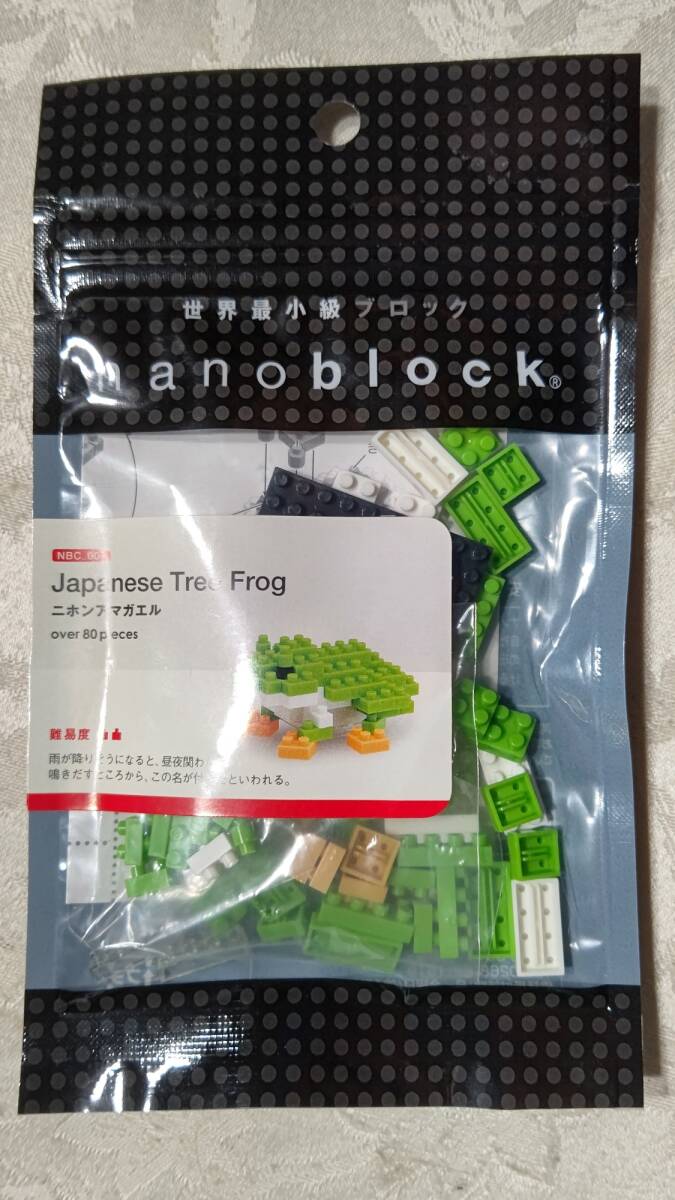 世界最小級ブロック
nanoblock®
Japanese Tree Frog
ニホンアマガエル
over 80 pieces
難易度
雨が降りそうになると、昼夜関わ
鳴きだすところから、この名が付いたといわれる。